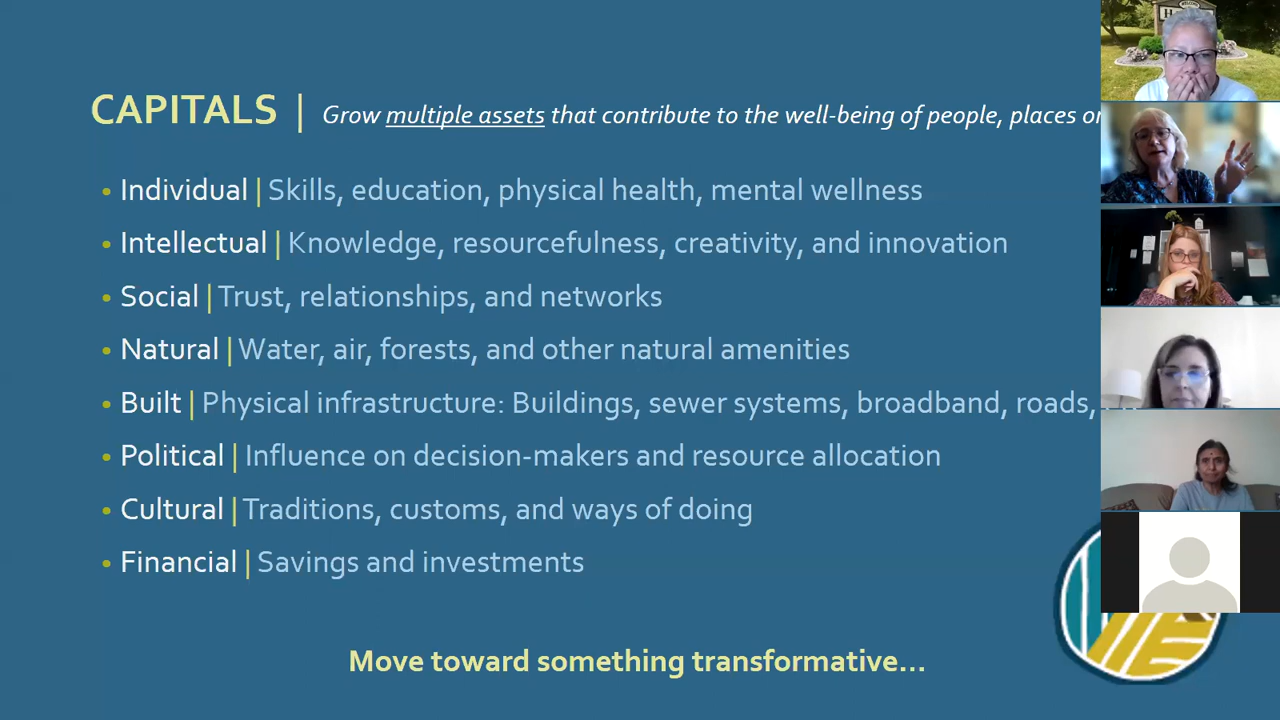 CAPITALS | Grow multiple assets that contribute to the well-being of people, places or
• Individual | Skills, education, physical health, mental wellness
• Intellectual | Knowledge, resourcefulness, creativity, and innovation
• Social | Trust, relationships, and networks
• Natural | Water, air, forests, and other natural amenities
• Built | Physical infrastructure: Buildings, sewer systems, broadband, roads,
• Political | Influence on decision-makers and resource allocation
• Cultural | Traditions, customs, and ways of doing
• Financial | Savings and investments
Move toward something transformative...